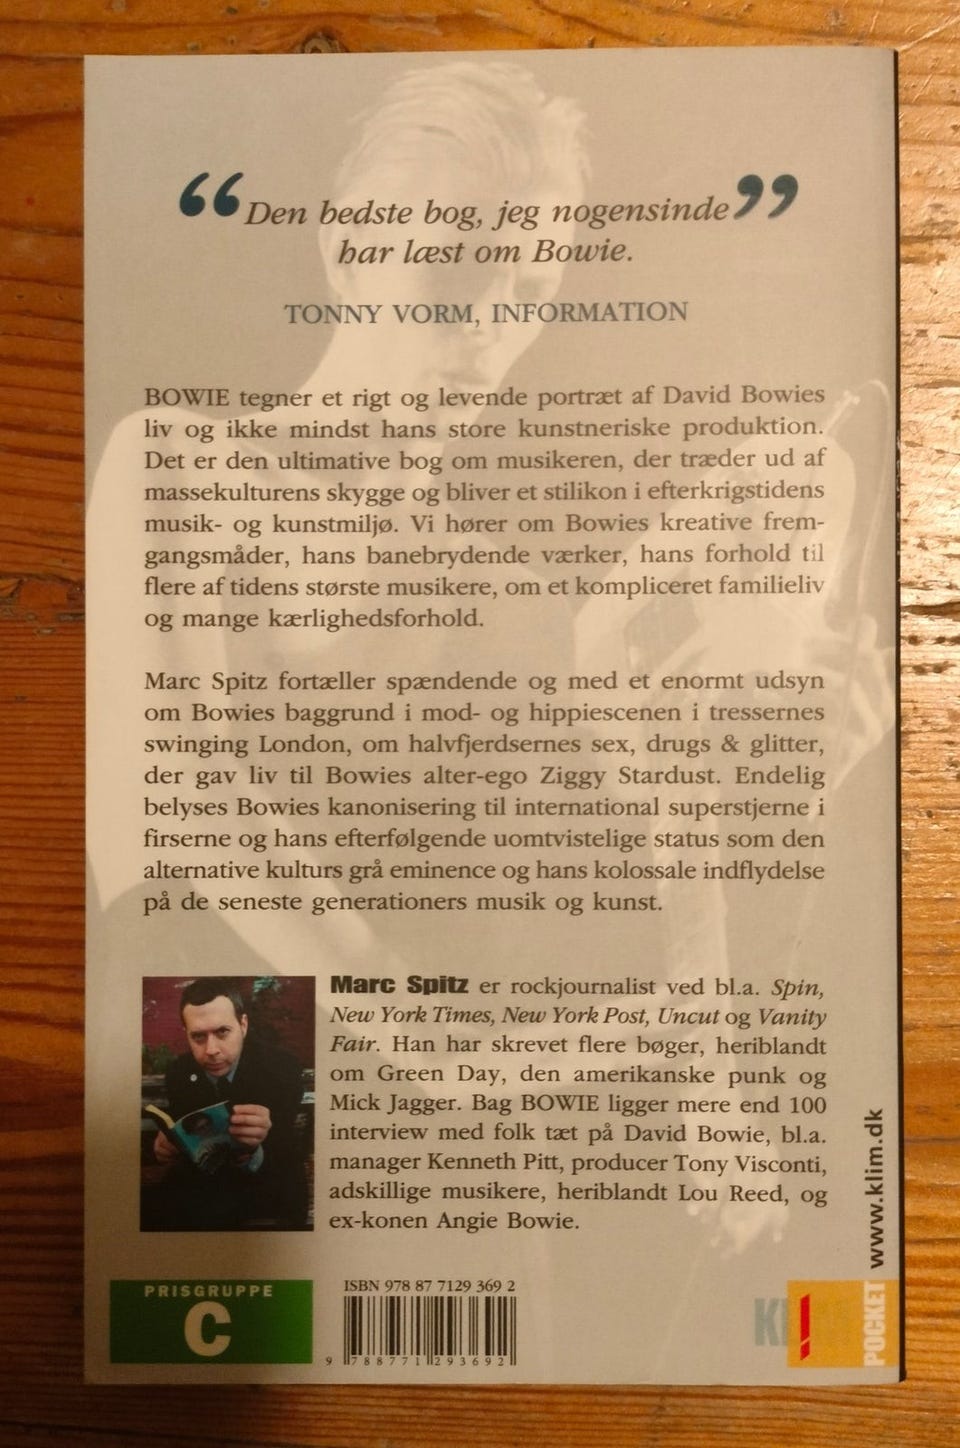 “Den bedste bog, jeg nogensinde”
har læst om Bowie.
TONNY VORM, INFORMATION
BOWIE tegner et rigt og levende portræt af David Bowies
liv og ikke mindst hans store kunstneriske produktion.
Det er den ultimative bog om musikeren, der træder ud af
massekulturens skygge og bliver et stilikon i efterkrigstidens
musik- og kunstmiljø. Vi hører om Bowies kreative frem-
gangsmåder, hans banebrydende værker, hans forhold til
flere af tidens største musikere, om et kompliceret familieliv
og mange kærlighedsforhold.
Marc Spitz fortæller spændende og med et enormt udsyn
om Bowies baggrund i mod- og hippiescenen i tressernes
swinging London, om halvfjerdsernes sex, drugs & glitter,
der gav liv til Bowies alter-ego Ziggy Stardust. Endelig
belyses Bowies kanonisering til international superstjerne i
firserne og hans efterfølgende uomtvistelige status som den
alternative kulturs grå eminence og hans kolossale indflydelse
på de seneste generationers musik og kunst.
Marc Spitz er rockjournalist ved bl.a. Spin,
New York Times, New York Post, Uncut og Vanity
Fair. Han har skrevet flere bøger, heriblandt
om Green Day, den amerikanske punk og
Mick Jagger. Bag BOWIE ligger mere end 100
interview med folk tæt på David Bowie, bl.a.
manager Kenneth Pitt, producer Tony Visconti,
adskillige musikere, heriblandt Lou Reed, og
ex-konen Angie Bowie.
www.klim.dk
PRISGRUPPE
C
ISBN 978 87 7129 369 2
9 788771 293692
KLIM
POCKET